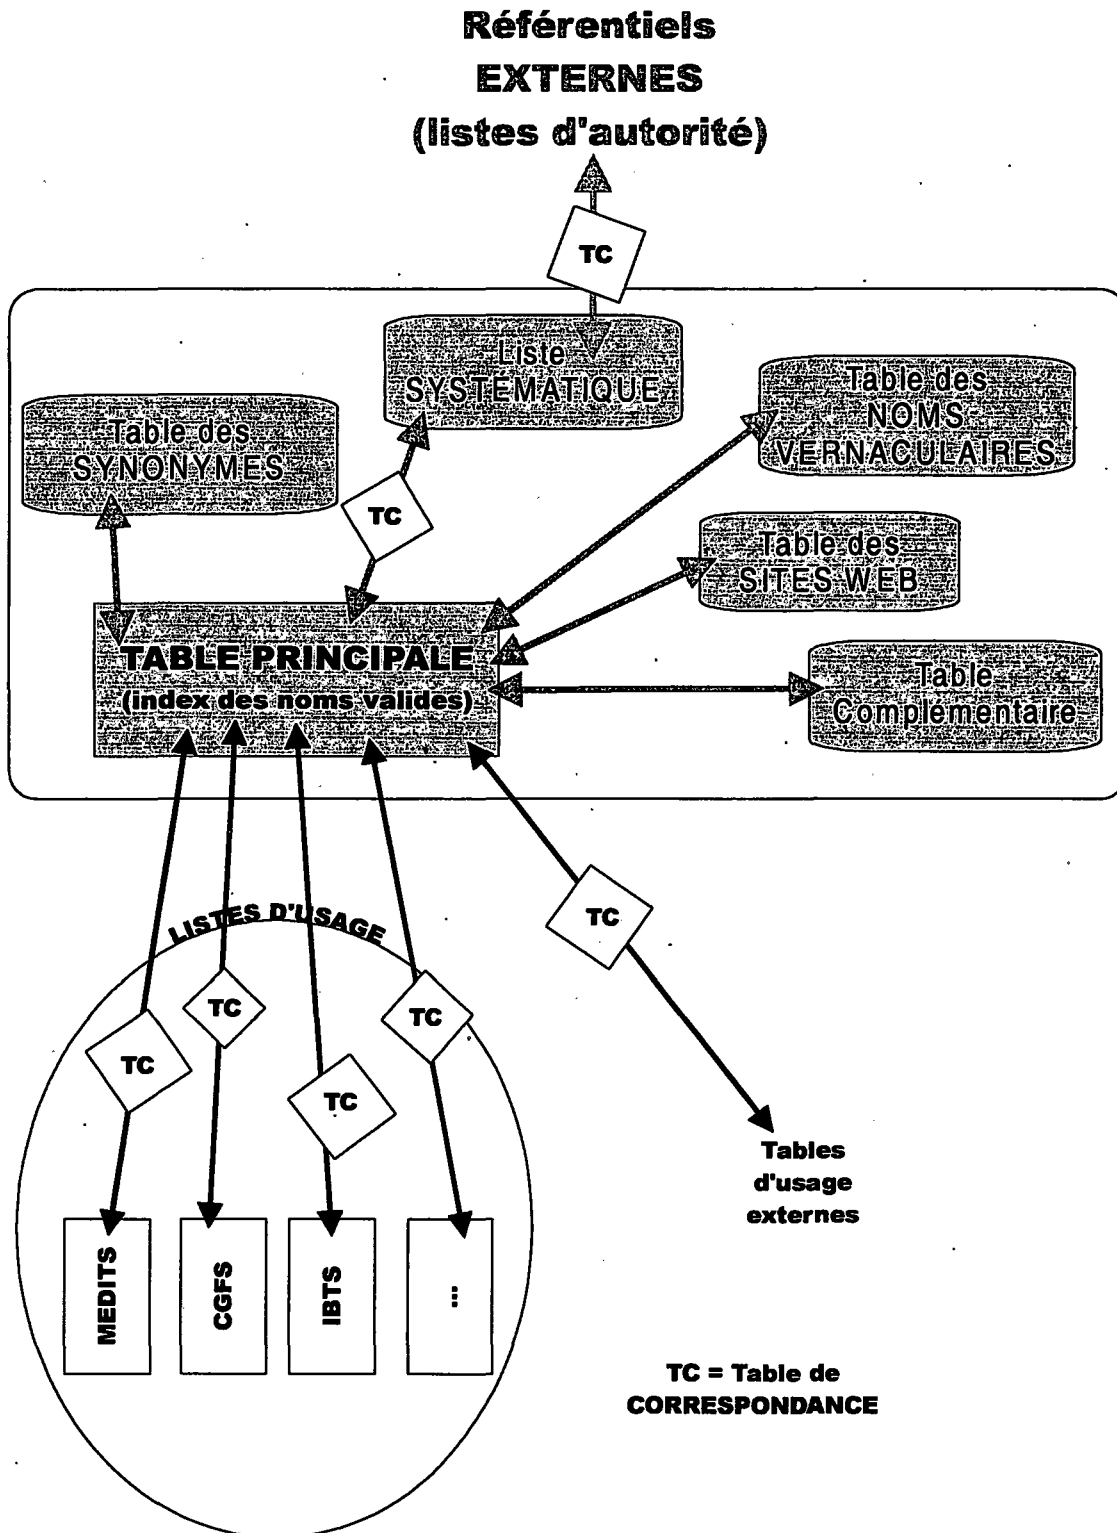 Référentiels
EXTERNES
(listes d'autorité)
TC
Liste
SYSTÉMATIQUE
Table des
NOMS
VERNACULAIRES
Table des
SYNONYMES
TC
Table des
SITES WEB
TABLE PRINCIPALE
(index des noms valides)
Table
Complémentaire
LISTES D'USAGE
TC
TC
TC
TC
TC
Tables
d'usage
externes
MEDITS
CGFS
IBTS
...
TC = Table de
CORRESPONDANCE